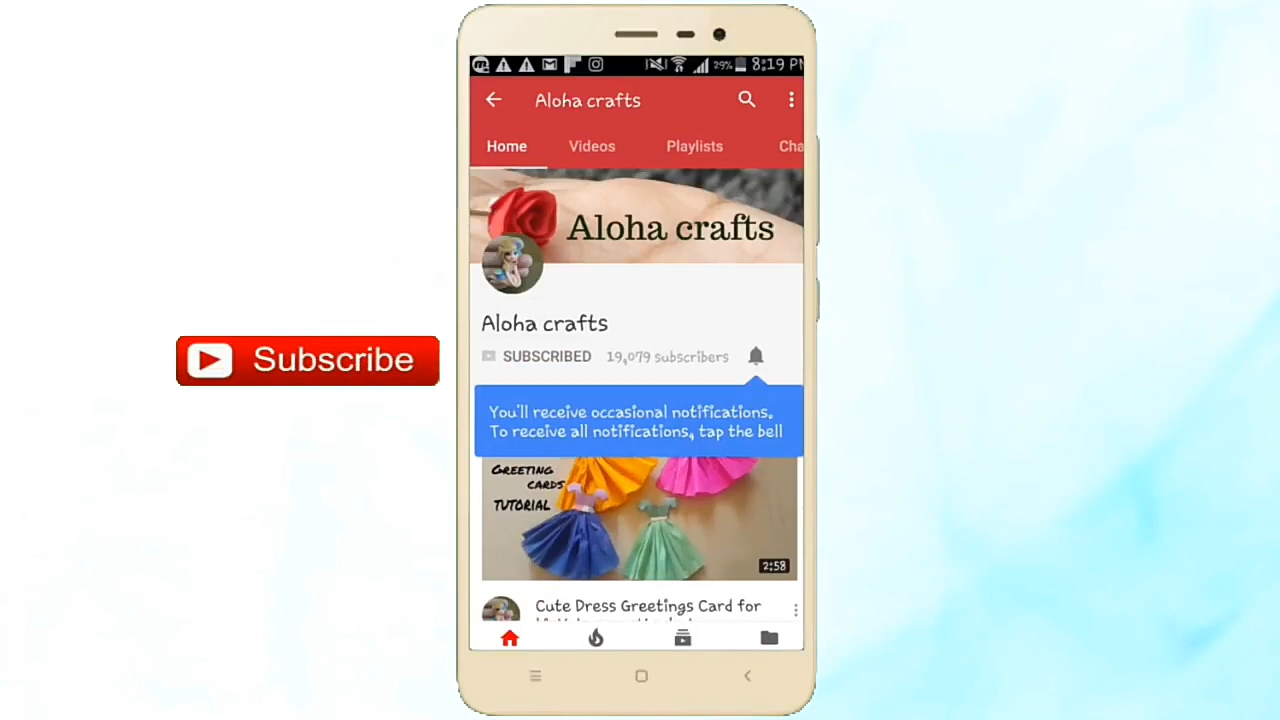 29% 8:19 PM
Aloha crafts
Home Videos Playlists Cha
Aloha crafts
Aloha crafts
SUBSCRIBED 19,079 subscribers
Subscribe
You'll receive occasional notifications.
To receive all notifications, tap the bell
GREETING
CARDS
TUTORIAL
2:58
Cute Dress Greetings Card for